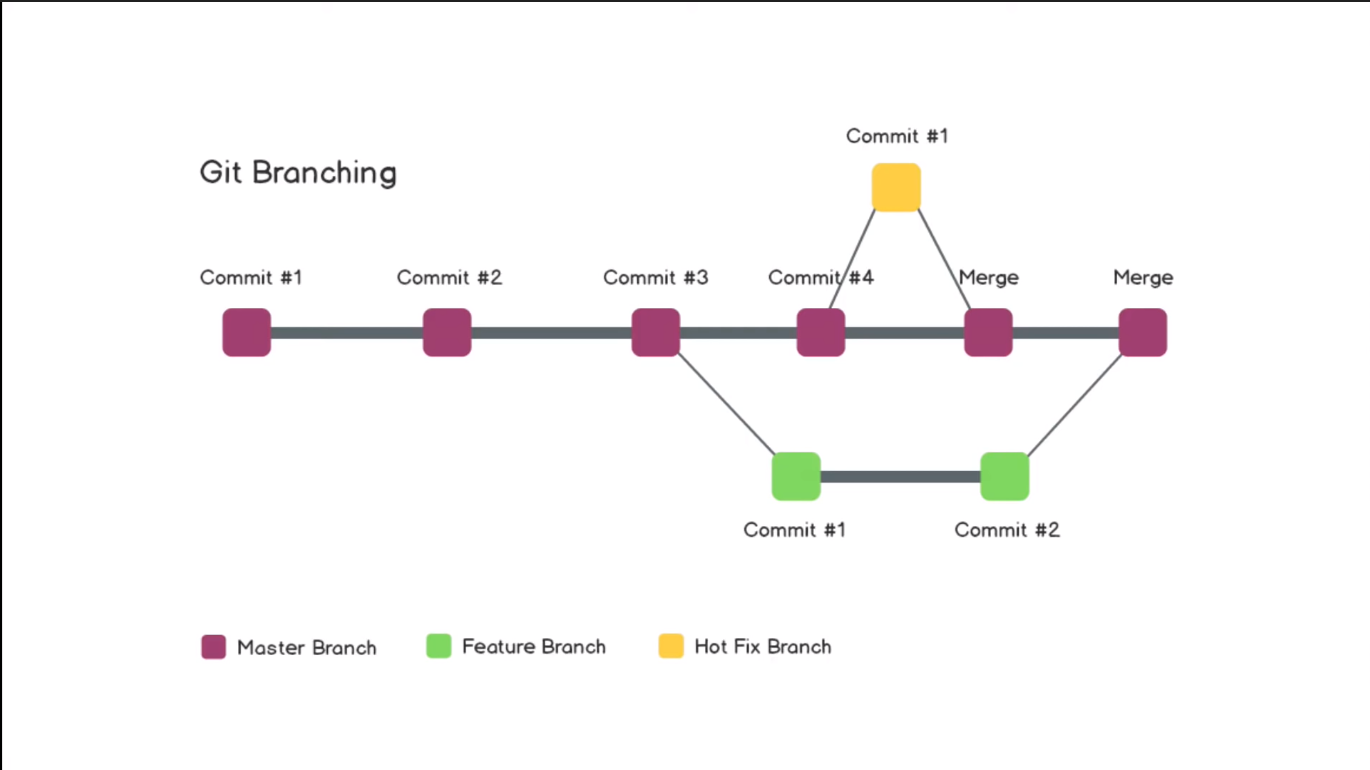 Git Branching
Commit #1
Commit #1
Commit #2
Commit #3
Commit #4
Merge
Merge
Commit #1
Commit #2
Master Branch
Feature Branch
Hot Fix Branch